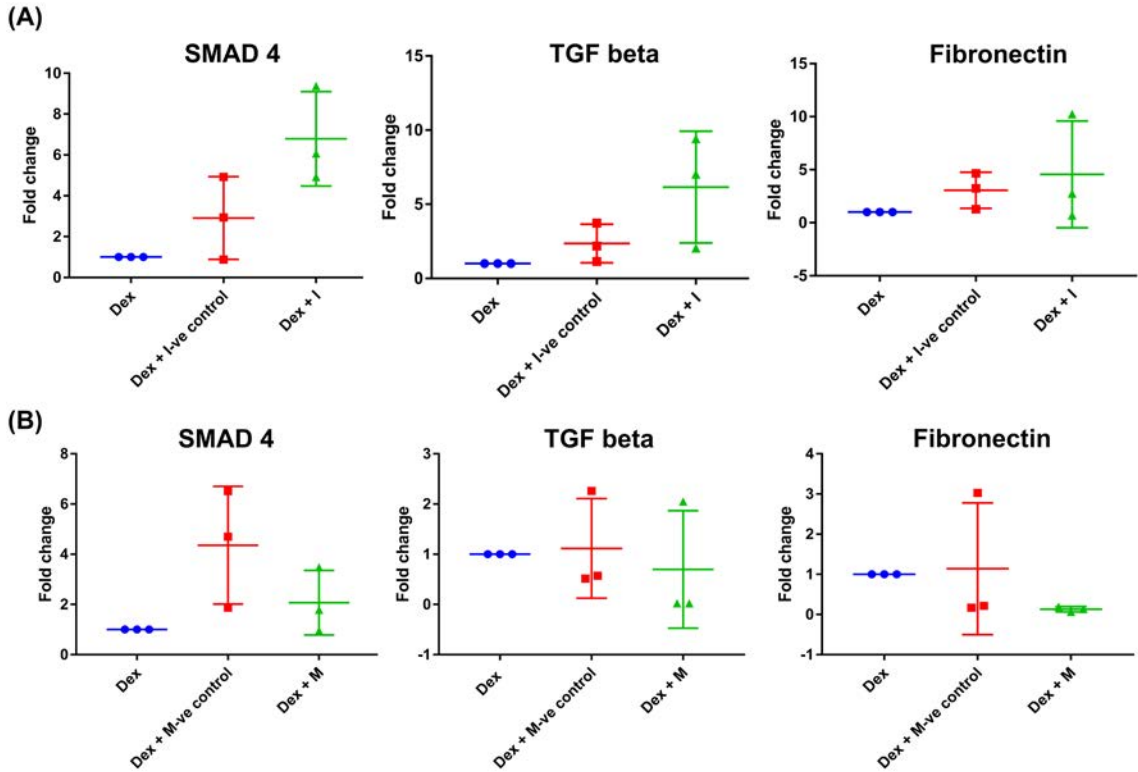 (A)
SMAD 4
Fold change
10
8
6
4
2
0
Dex
Dex + I-ve control
Dex + I
TGF beta
Fold change
15
10
5
0
Dex
Dex + I-ve control
Dex + I
Fibronectin
Fold change
15
10
5
0
-5
Dex
Dex + I-ve control
Dex + I
(B)
SMAD 4
Fold change
8
6
4
2
0
Dex
Dex + M-ve control
Dex + M
TGF beta
Fold change
3
2
1
0
-1
Dex
Dex + M-ve control
Dex + M
Fibronectin
Fold change
4
3
2
1
0
-1
Dex
Dex + M-ve control
Dex + M